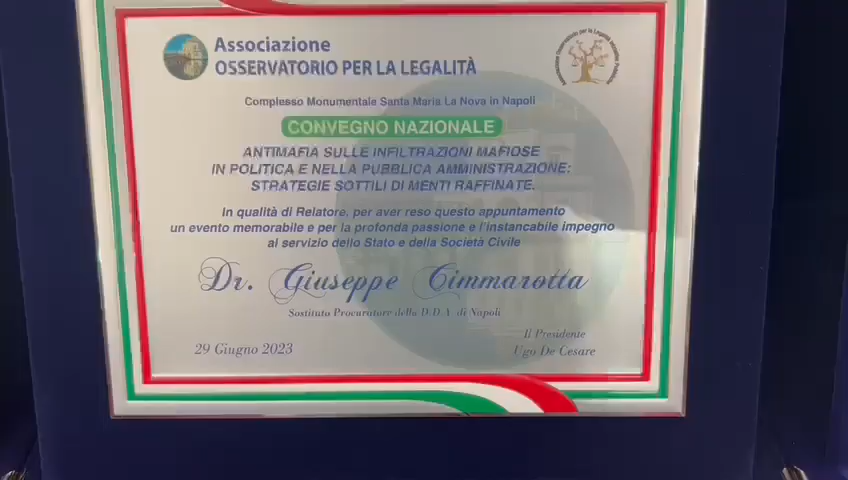 Associazione
OSSERVATORIO PER LA LEGALITÀ
Complesso Monumentale Santa Maria La Nova in Napoli
CONVEGNO NAZIONALE
ANTIMAFIA SULLE INFILTRAZIONI MAFIOSE
IN POLITICA E NELLA PUBBLICA AMMINISTRAZIONE:
STRATEGIE SOTTILI DI MENTI RAFFINATE.
In qualità di Relatore, per aver reso questo appuntamento
un evento memorabile e per la profonda passione e l'instancabile impegno
al servizio dello Stato e della Società Civile
Dr. Giuseppe Cimmarotta
Sostituto Procuratore della D.D.A. di Napoli
29 Giugno 2023
Il Presidente
Ugo De Cesare